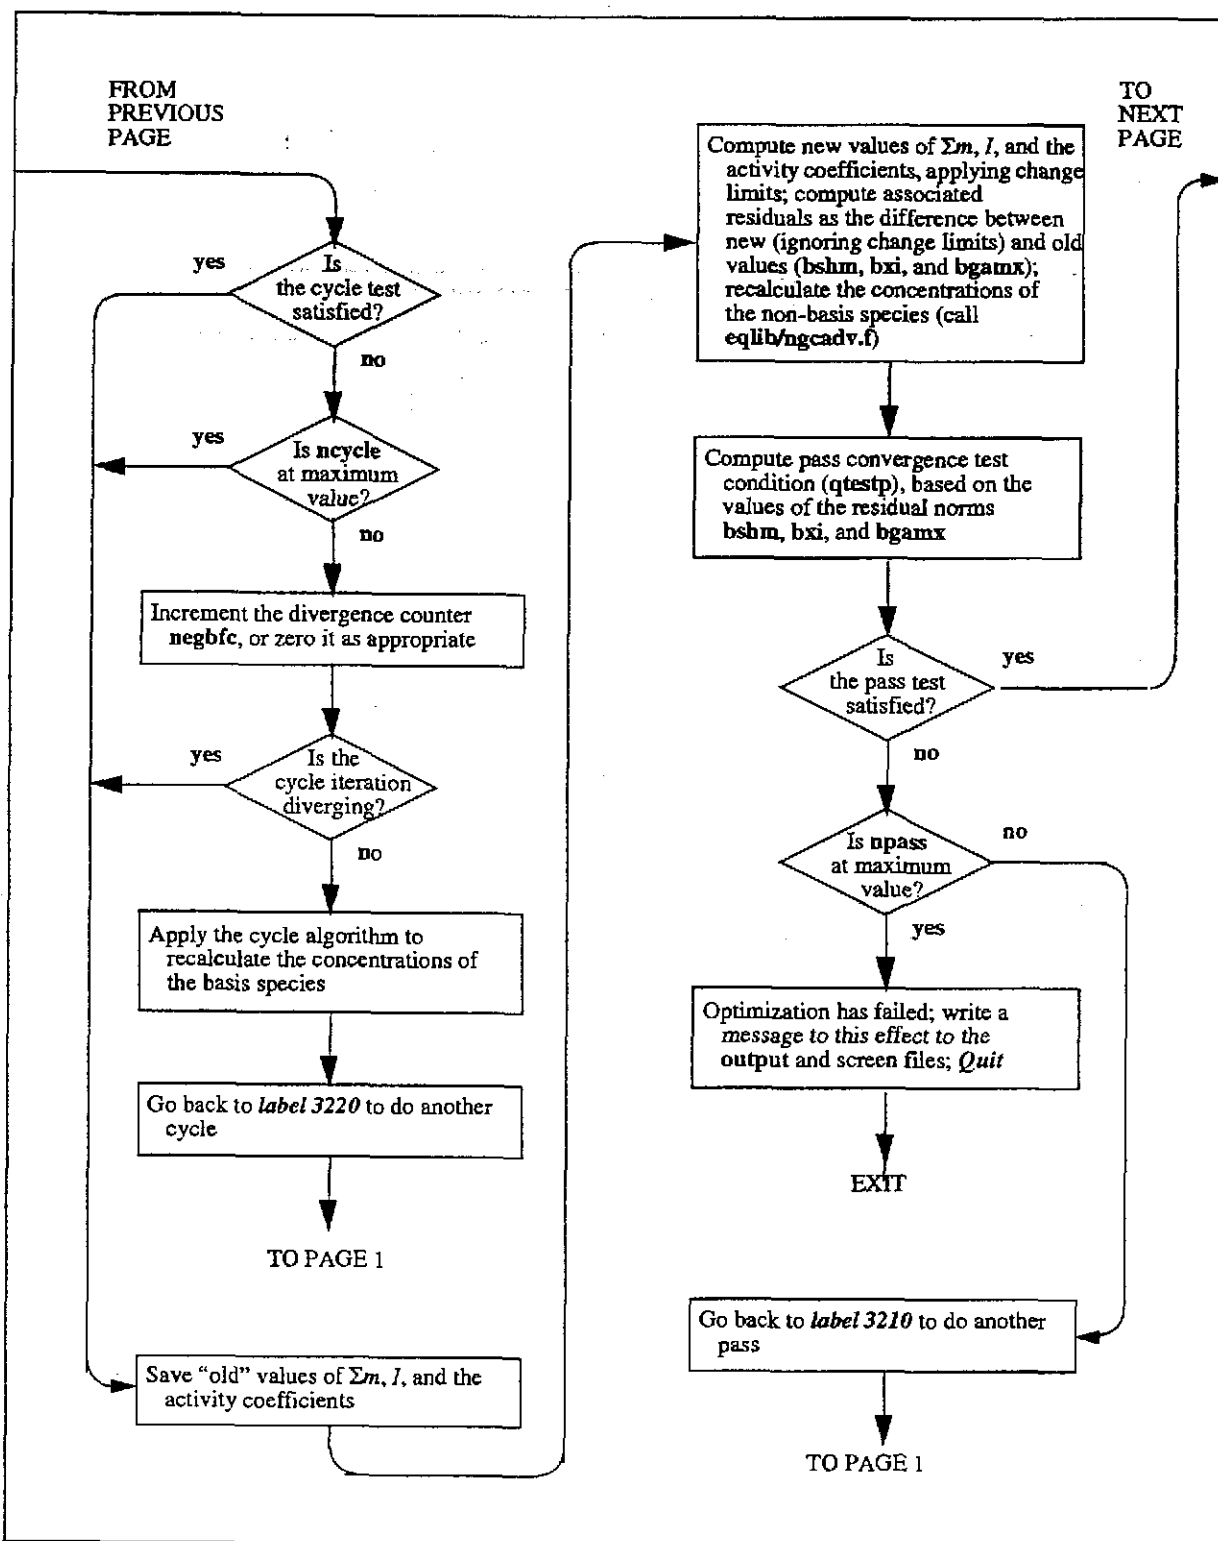 FROM
PREVIOUS
PAGE
Is
the cycle test
satisfied?
yes
no
Is ncycle
at maximum
value?
yes
no
Increment the divergence counter
negbfc, or zero it as appropriate
Is the
cycle iteration
diverging?
yes
no
Apply the cycle algorithm to
recalculate the concentrations of
the basis species
Go back to label 3220 to do another
cycle
TO PAGE 1
Save "old" values of Σm, I, and the
activity coefficients
Compute new values of Σm, I, and the
activity coefficients, applying change
limits; compute associated
residuals as the difference between
new (ignoring change limits) and old
values (bshm, bxi, and bgamx);
recalculate the concentrations of
the non-basis species (call
eqlib/ngcadv.f)
Compute pass convergence test
condition (qtestp), based on the
values of the residual norms
bshm, bxi, and bgamx
Is
the pass test
satisfied?
yes
no
Is npass
at maximum
value?
no
yes
Optimization has failed; write a
message to this effect to the
output and screen files; Quit
EXIT
Go back to label 3210 to do another
pass
TO PAGE 1
TO
NEXT
PAGE